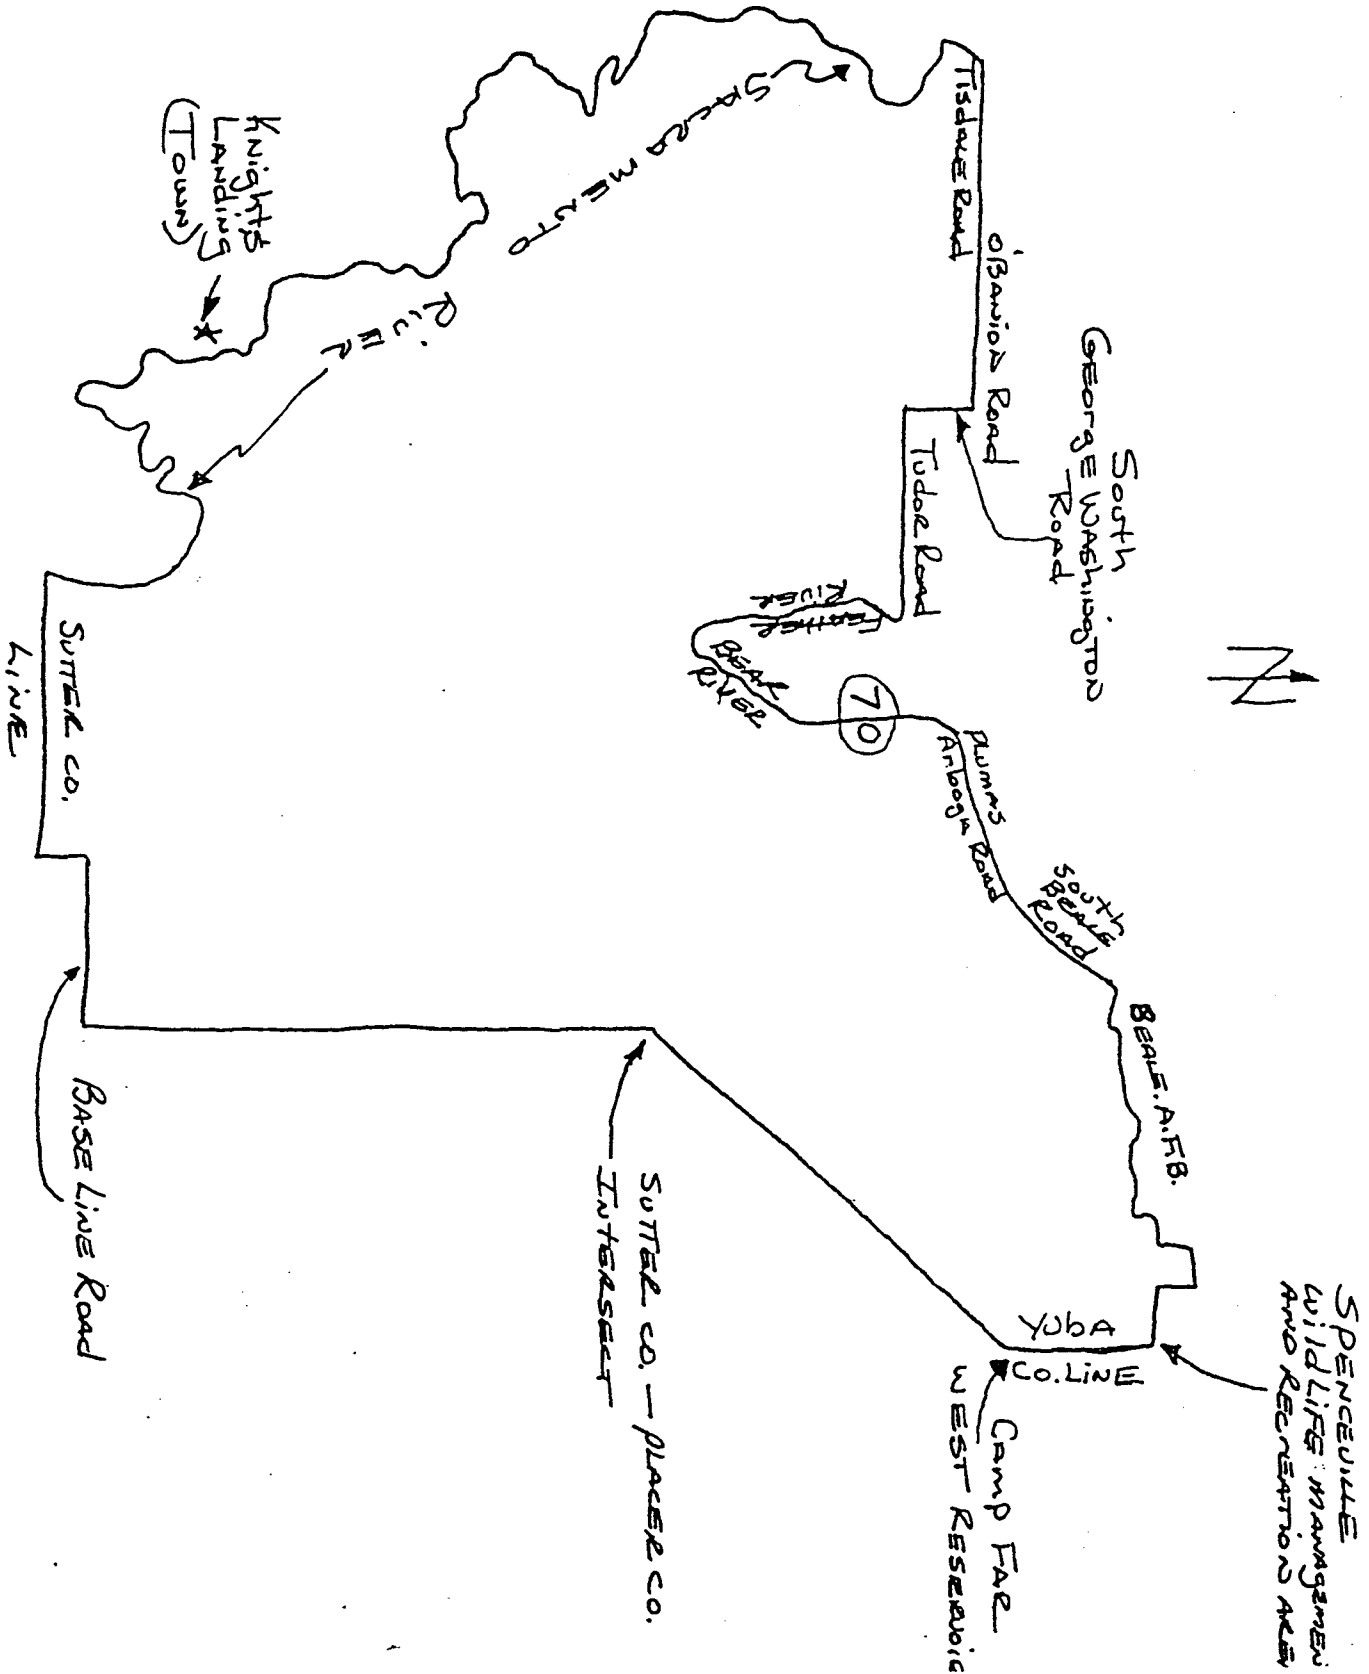 Tisdale Road
O'Banion Road
South
George Washington
Road
Tudor Road
Sacramento
River
Knights
Landing
(Town)
Feather
River
Bear
River
70
Plumas
Arboga Road
South
Beale
Road
Beale. A.F.B.
N
Spenceville
WildLife Managemen
and Recreation Area
Yuba
Co. Line
Camp Far
West Reservoir
Sutter Co. - Placer Co.
Intersect
Base Line Road
Sutter Co.
Line